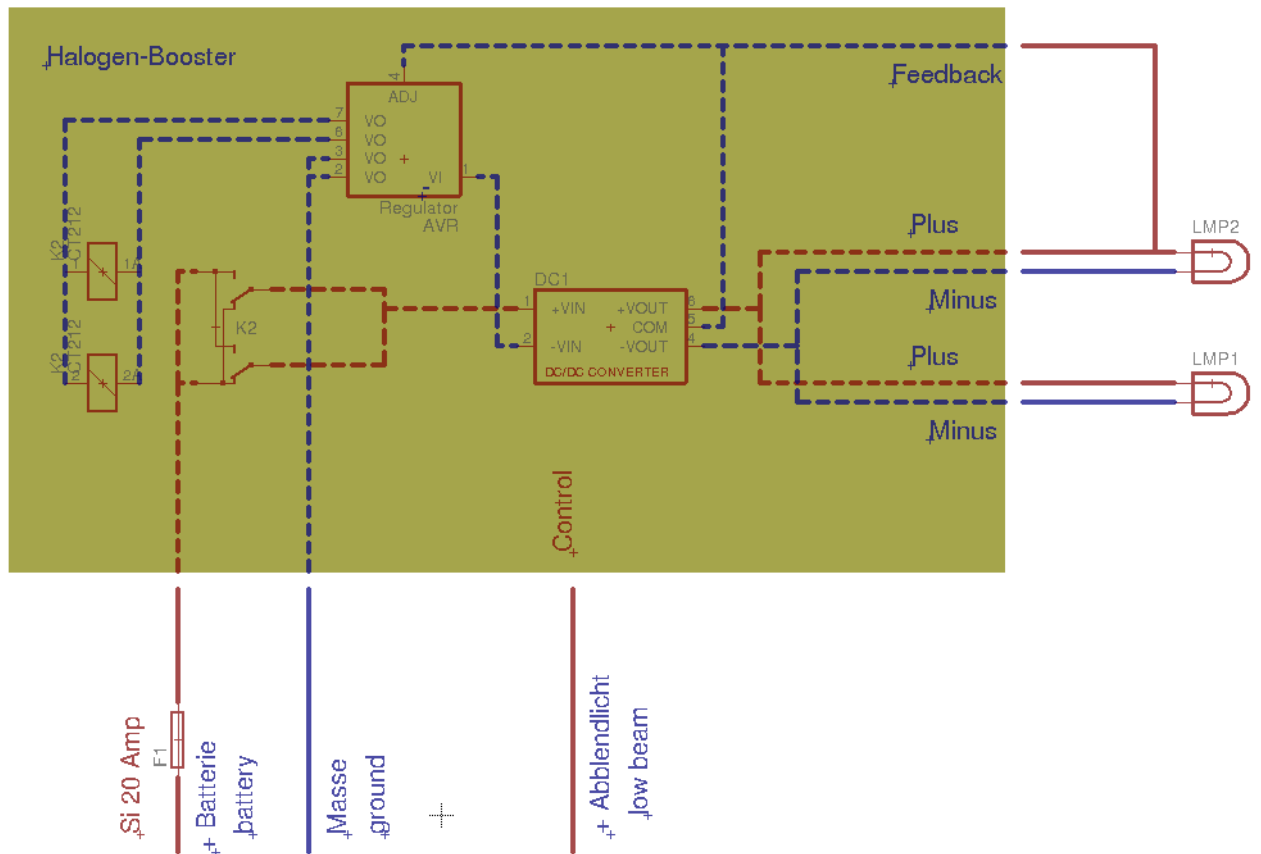 Halogen-Booster
Feedback
4
ADJ
7 VO
6 VO
3 VO
2 VO VI 1
Regulator
AVR
K2
CT212
1 1A
K2
CT212
2 2A
K2
DC1
1 +VIN +VOUT 6
COM 5
2 -VIN -VOUT 4
DC/DC CONVERTER
Plus
Minus
LMP2
Plus
Minus
LMP1
Control
Si 20 Amp
F1
+ Batterie
battery
Masse
ground
+ Abblendlicht
low beam